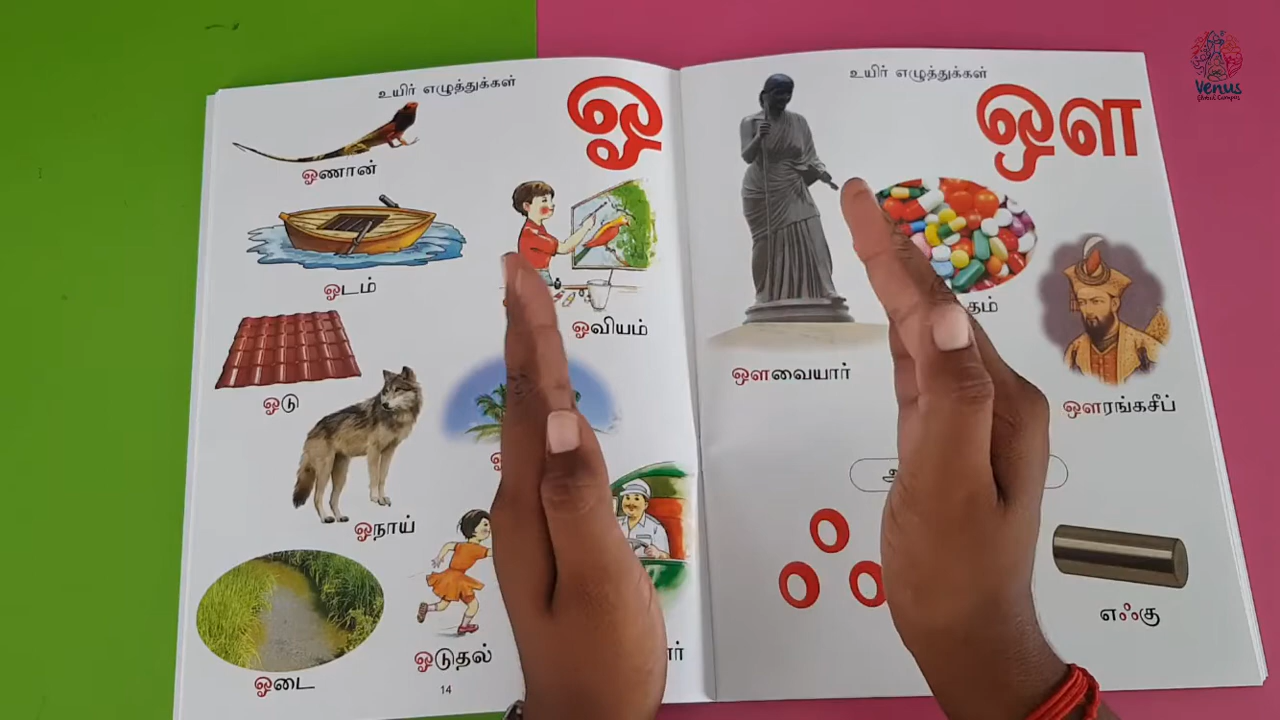 உயிர் எழுத்துக்கள்
ஓ
ஓணான்
ஓடம்
ஓவியம்
ஓடு
ஓநாய்
ஓடுதல்
ஓடை
14
உயிர் எழுத்துக்கள்
ஔ
ஔவையார்
ஔரங்கசீப்
ஃ
எஃகு
Venus